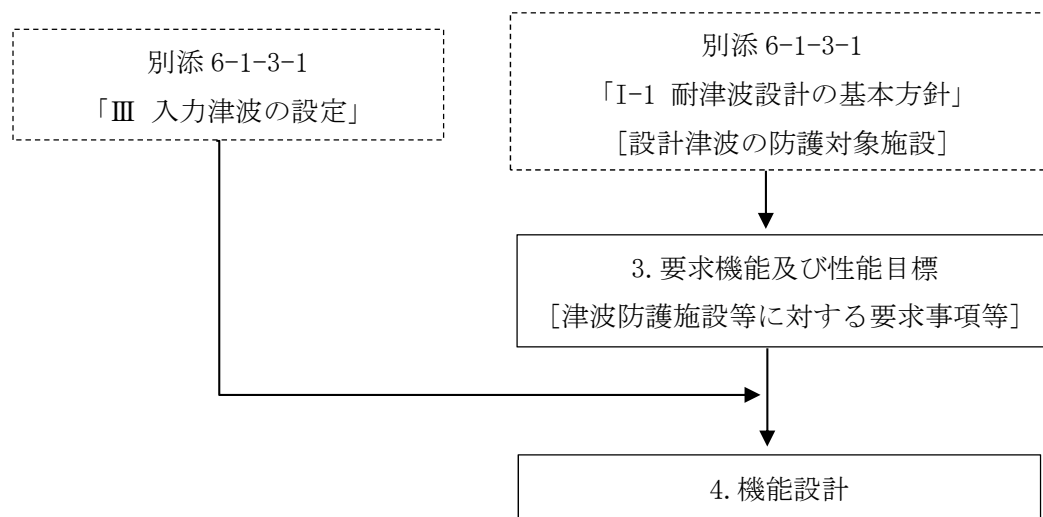 別添 6-1-3-1
「Ⅲ 入力津波の設定」
別添 6-1-3-1
「I-1 耐津波設計の基本方針」
[設計津波の防護対象施設]
3.要求機能及び性能目標
[津波防護施設等に対する要求事項等]
4.機能設計